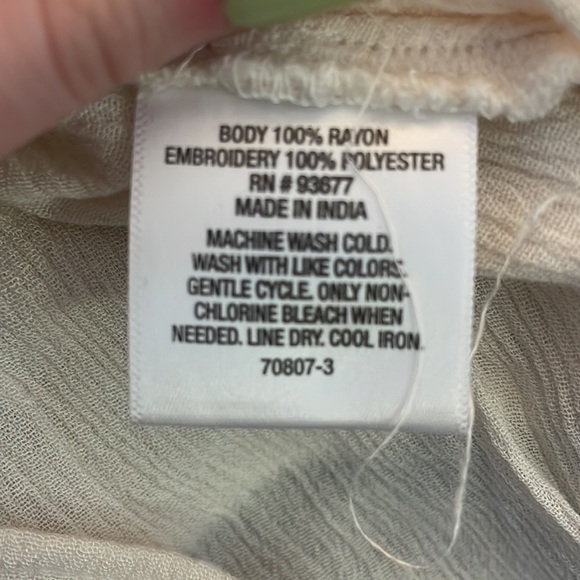 BODY 100% RAYON
EMBROIDERY 100% POLYESTER
RN # 93677
MADE IN INDIA
MACHINE WASH COLD.
WASH WITH LIKE COLORS.
GENTLE CYCLE. ONLY NON-
CHLORINE BLEACH WHEN
NEEDED. LINE DRY. COOL IRON.
70807-3